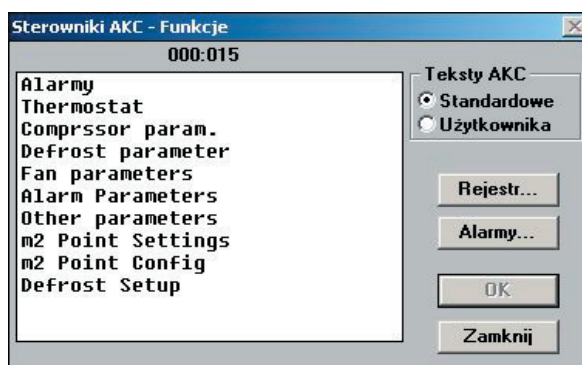 Sterowniki AKC - Funkcje
000:015
Alarmy
Thermostat
Comprssor param.
Defrost parameter
Fan parameters
Alarm Parameters
Other parameters
m2 Point Settings
m2 Point Config
Defrost Setup
Teksty AKC
Standardowe
Użytkownika
Rejestr...
Alarmy...
OK
Zamknij